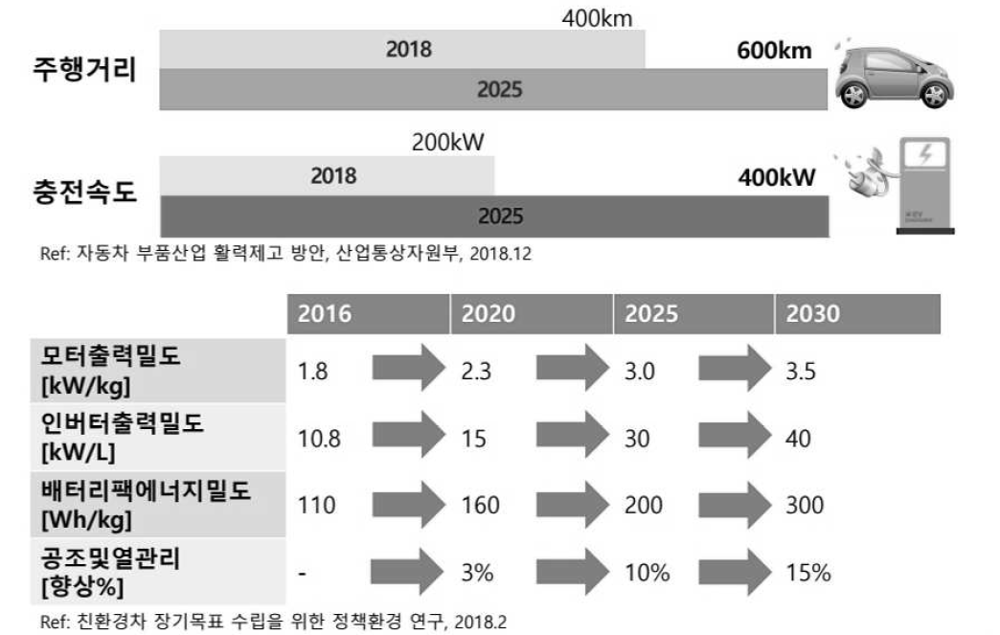 400km
주행거리
2018
600km
2025
200kW
충전속도
2018
400kW
2025
Ref: 자동차 부품산업 활력제고 방안, 산업통상자원부, 2018.12
2016 2020 2025 2030
모터출력밀도
[kW/kg]
1.8 2.3 3.0 3.5
인버터출력밀도
[kW/L]
10.8 15 30 40
배터리팩에너지밀도
[Wh/kg]
110 160 200 300
공조및열관리
[향상%]
- 3% 10% 15%
Ref: 친환경차 장기목표 수립을 위한 정책환경 연구, 2018.2